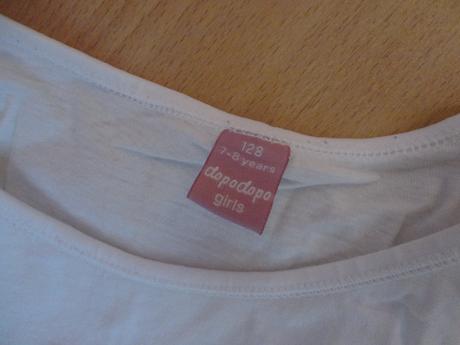 128
7-8 years
dopodopo
girls